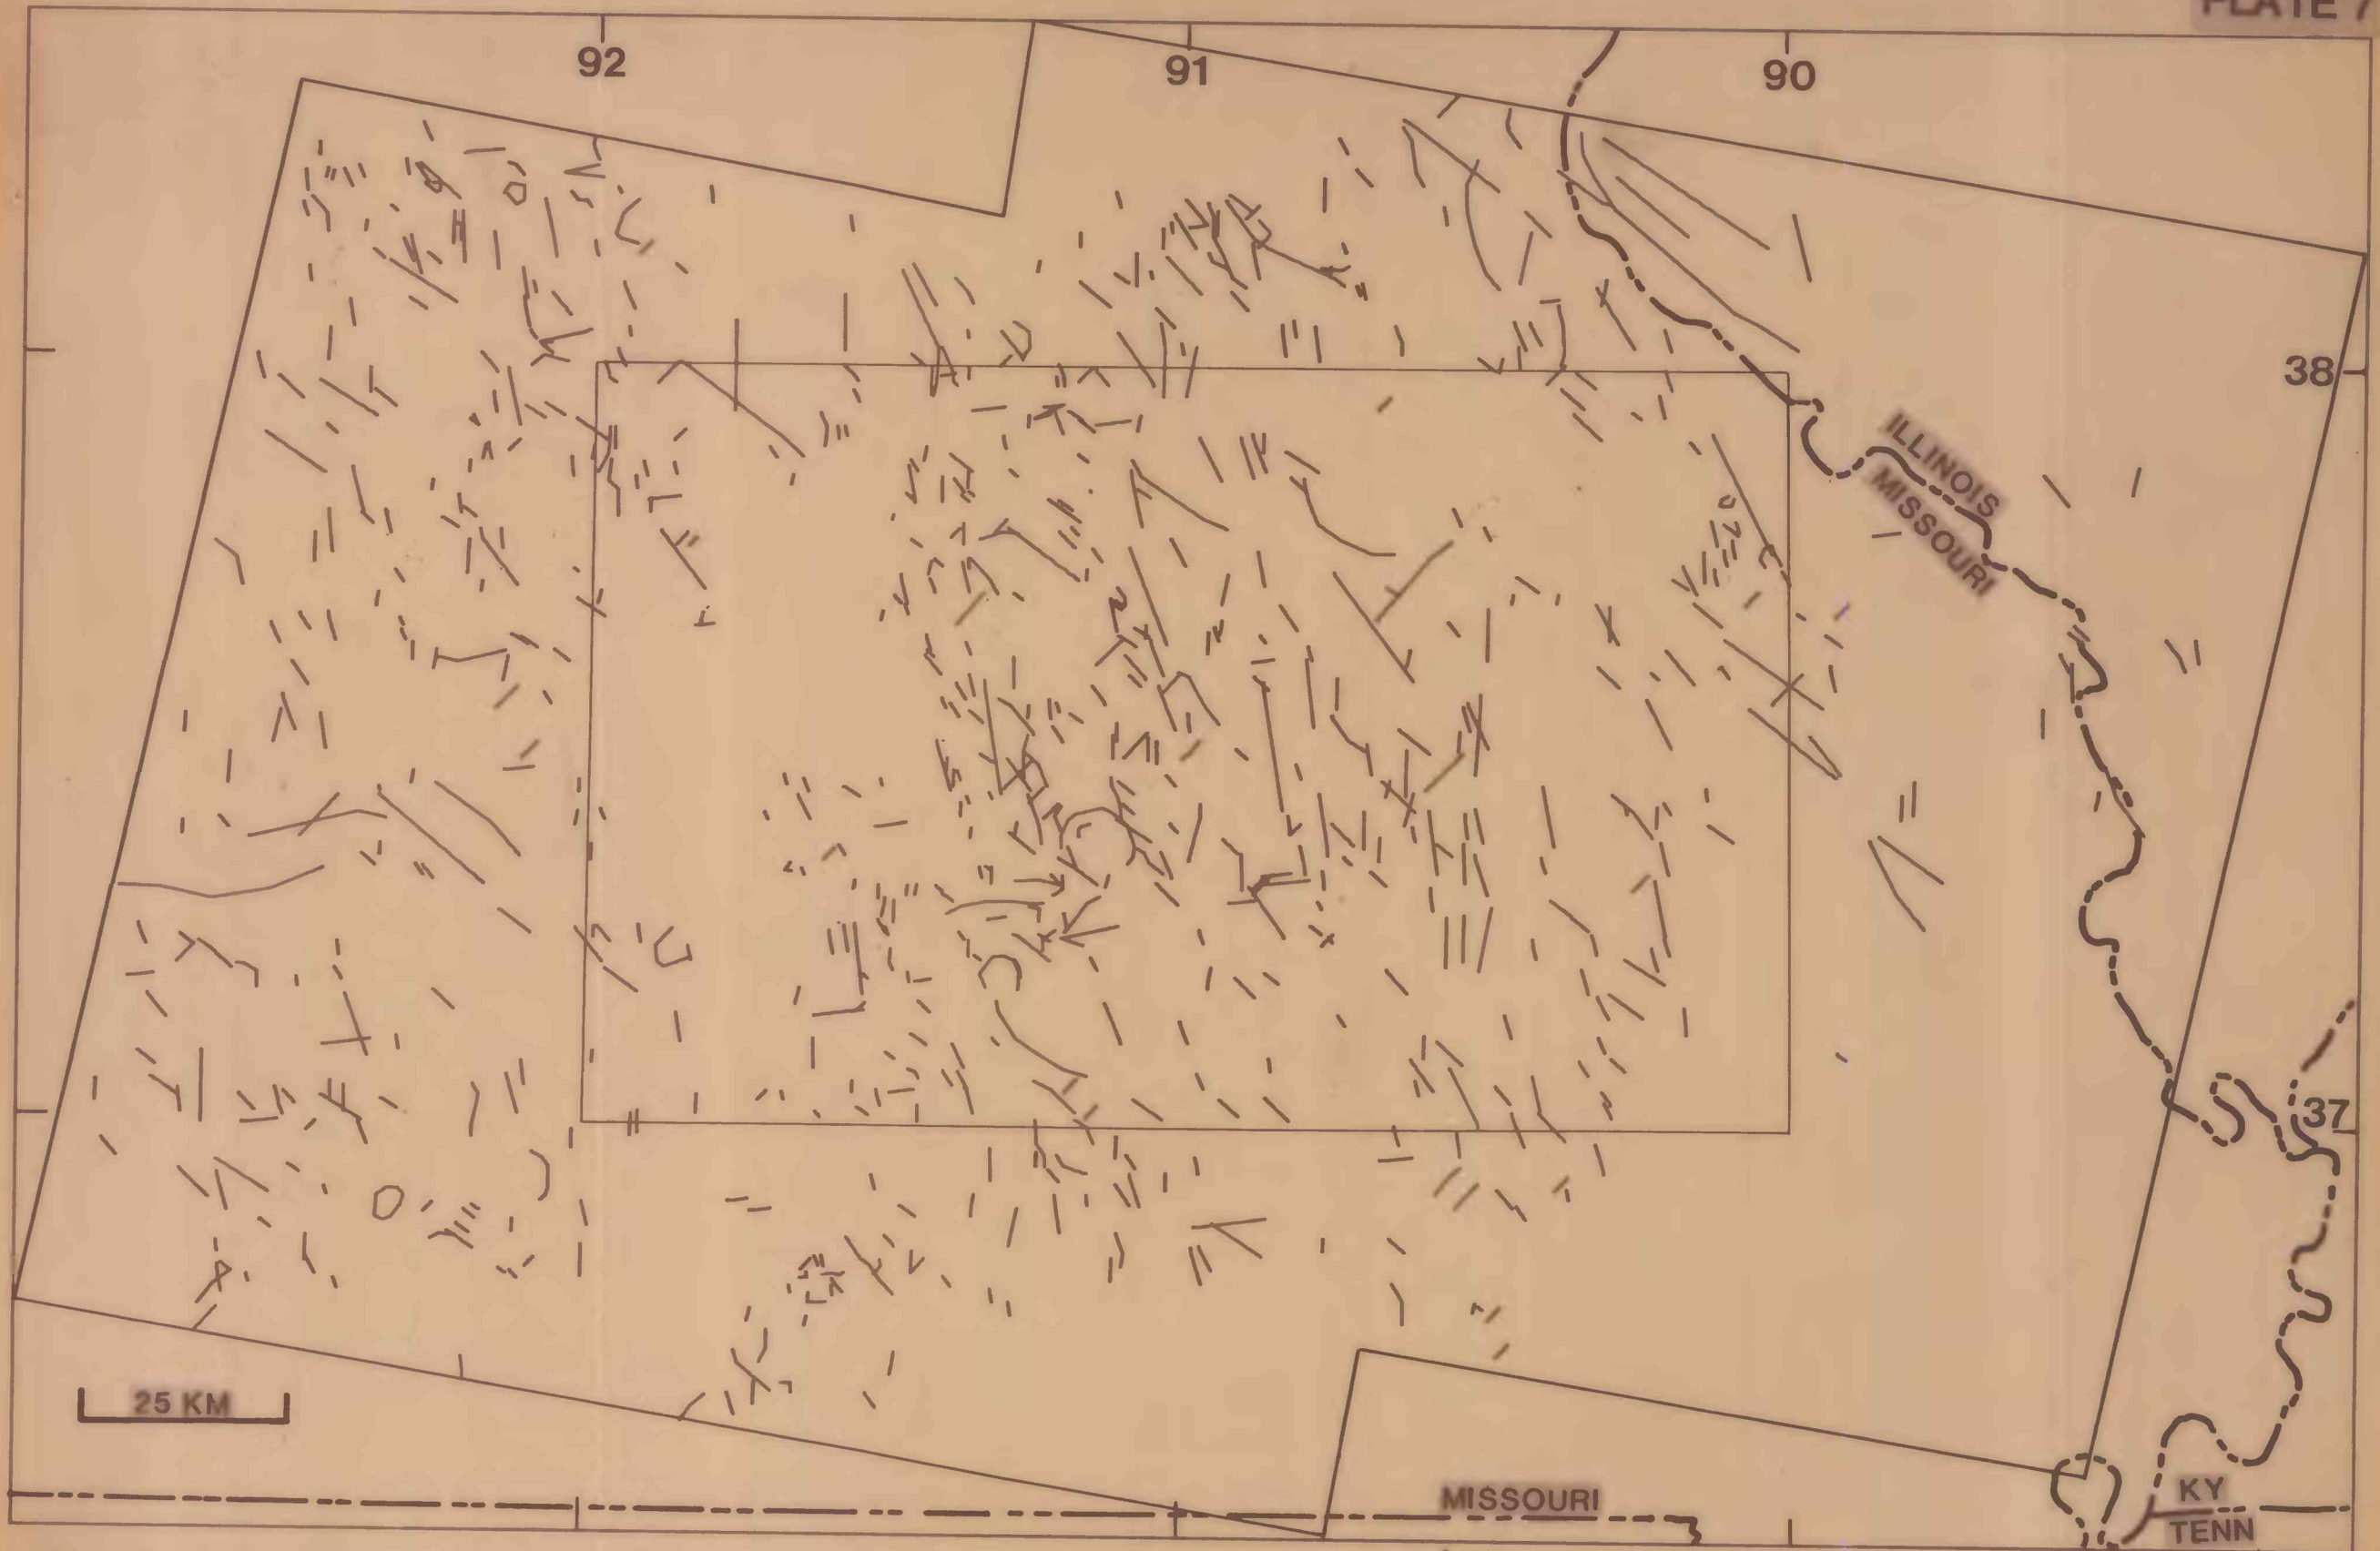 PLATE 7
92
91
90
38
ILLINOIS
MISSOURI
37
25 KM
MISSOURI
KY
TENN